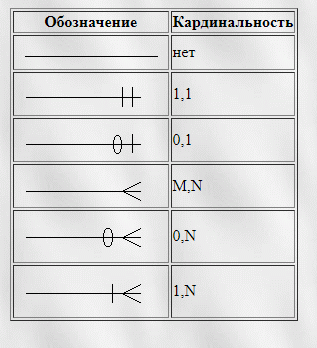 Обозначение Кардинальность
нет
1,1
0,1
M,N
0,N
1,N